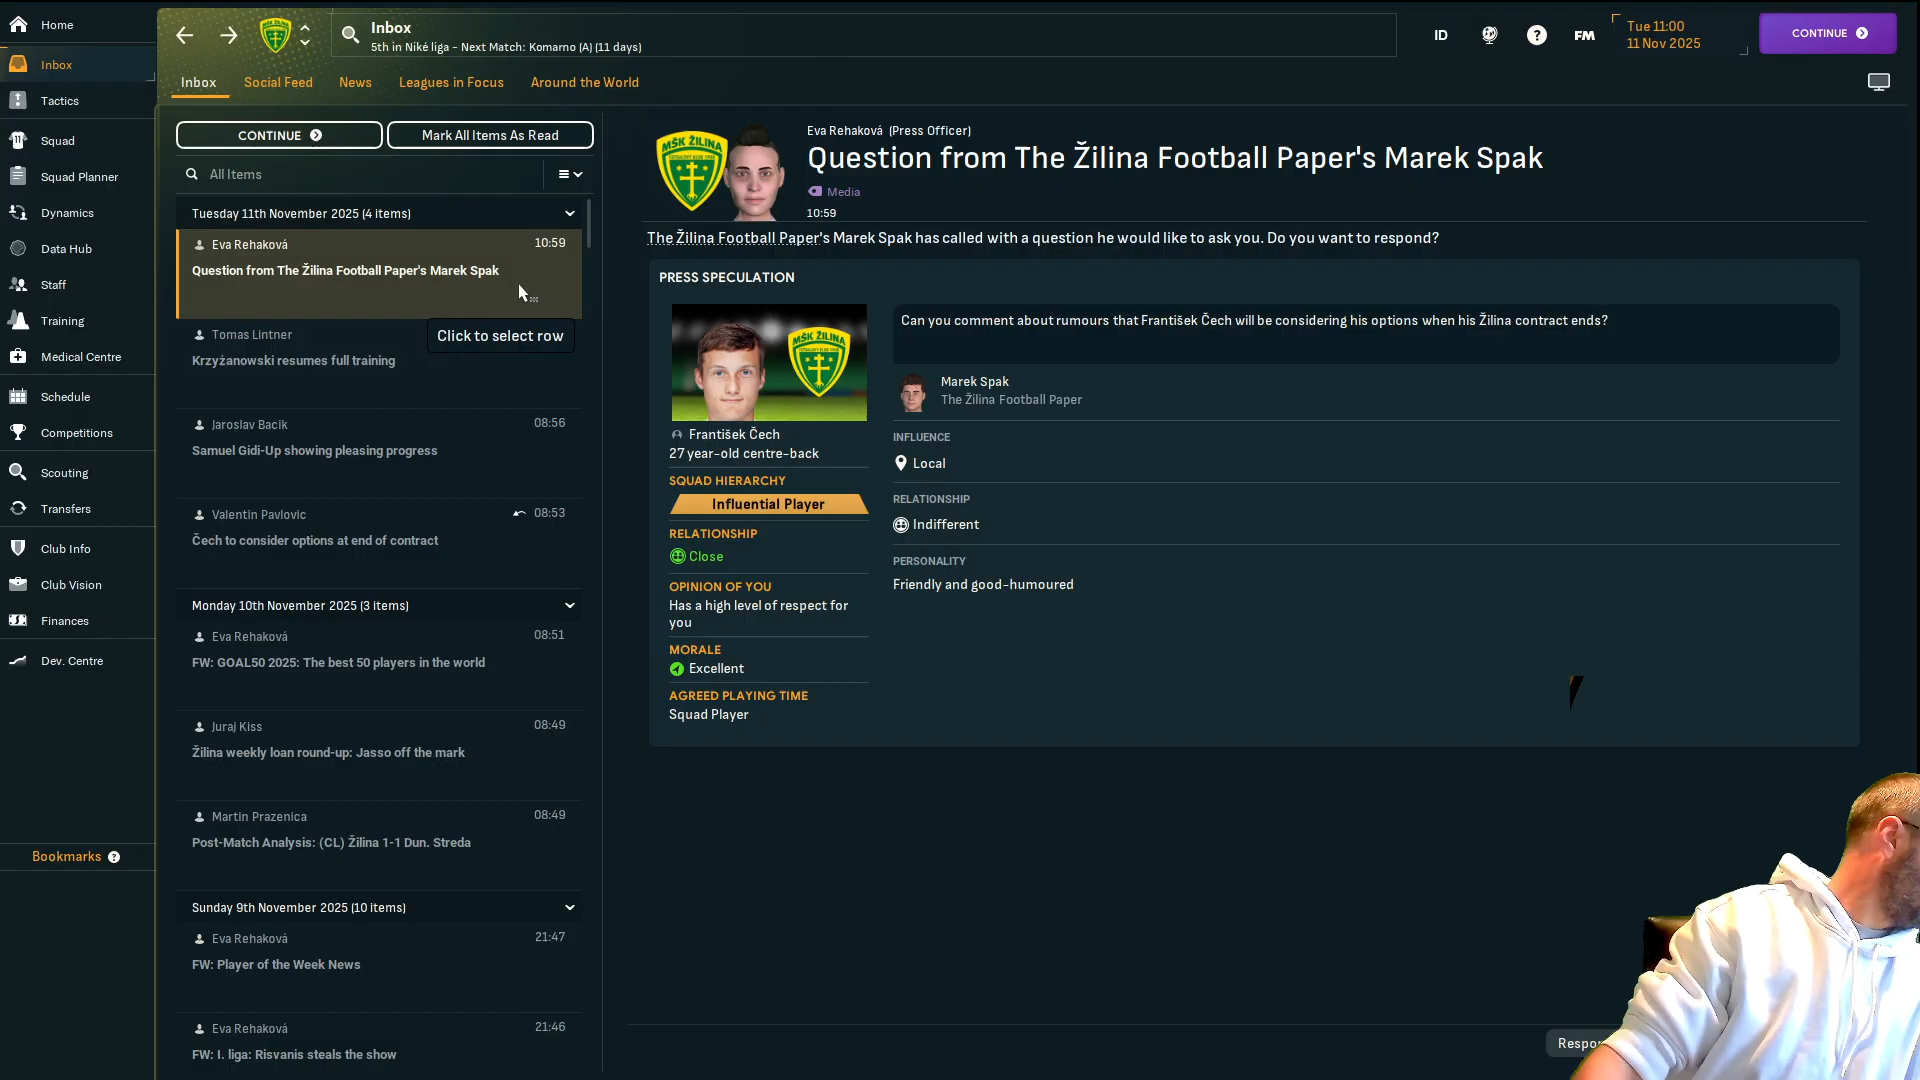 Home
Inbox
Tactics
Squad
Squad Planner
Dynamics
Data Hub
Staff
Training
Medical Centre
Schedule
Competitions
Scouting
Transfers
Club Info
Club Vision
Finances
Dev. Centre
Bookmarks ?
Inbox
5th in Niké liga - Next Match: Komarno (A) (11 days)
ID
?
FM
Tue 11:00
11 Nov 2025
CONTINUE
Inbox
Social Feed
News
Leagues in Focus
Around the World
CONTINUE
Mark All Items As Read
All Items
Tuesday 11th November 2025 (4 items)
Eva Rehaková 10:59
Question from The Žilina Football Paper's Marek Spak
Tomas Lintner
Krzyżanowski resumes full training
Click to select row
Jaroslav Bacik 08:56
Samuel Gidi-Up showing pleasing progress
Valentin Pavlovic 08:53
Čech to consider options at end of contract
Monday 10th November 2025 (3 items)
Eva Rehaková 08:51
FW: GOAL50 2025: The best 50 players in the world
Juraj Kiss 08:49
Žilina weekly loan round-up: Jasso off the mark
Martin Prazenica 08:49
Post-Match Analysis: (CL) Žilina 1-1 Dun. Streda
Sunday 9th November 2025 (10 items)
Eva Rehaková 21:47
FW: Player of the Week News
Eva Rehaková 21:46
FW: I. liga: Risvanis steals the show
MŠK ŽILINA
Eva Rehaková (Press Officer)
Question from The Žilina Football Paper's Marek Spak
Media
10:59
The Žilina Football Paper's Marek Spak has called with a question he would like to ask you. Do you want to respond?
PRESS SPECULATION
MŠK ŽILINA
František Čech
27 year-old centre-back
SQUAD HIERARCHY
Influential Player
RELATIONSHIP
Close
OPINION OF YOU
Has a high level of respect for
you
MORALE
Excellent
AGREED PLAYING TIME
Squad Player
Can you comment about rumours that František Čech will be considering his options when his Žilina contract ends?
Marek Spak
The Žilina Football Paper
INFLUENCE
Local
RELATIONSHIP
Indifferent
PERSONALITY
Friendly and good-humoured